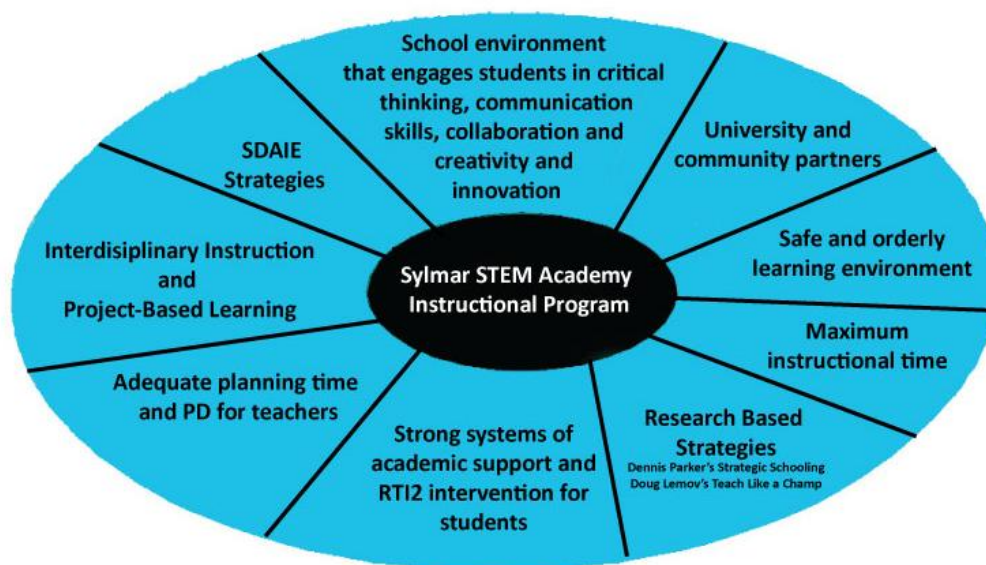 School environment
that engages students in critical
thinking, communication
skills, collaboration and
creativity and
innovation
University and
community partners
Safe and orderly
learning environment
Maximum
instructional time
Research Based
Strategies
Dennis Parker's Strategic Schooling
Doug Lemov's Teach Like a Champ
Strong systems of
academic support and
RTI2 intervention for
students
Adequate planning time
and PD for teachers
Interdisiplinary Instruction
and
Project-Based Learning
SDAIE
Strategies
Sylmar STEM Academy
Instructional Program